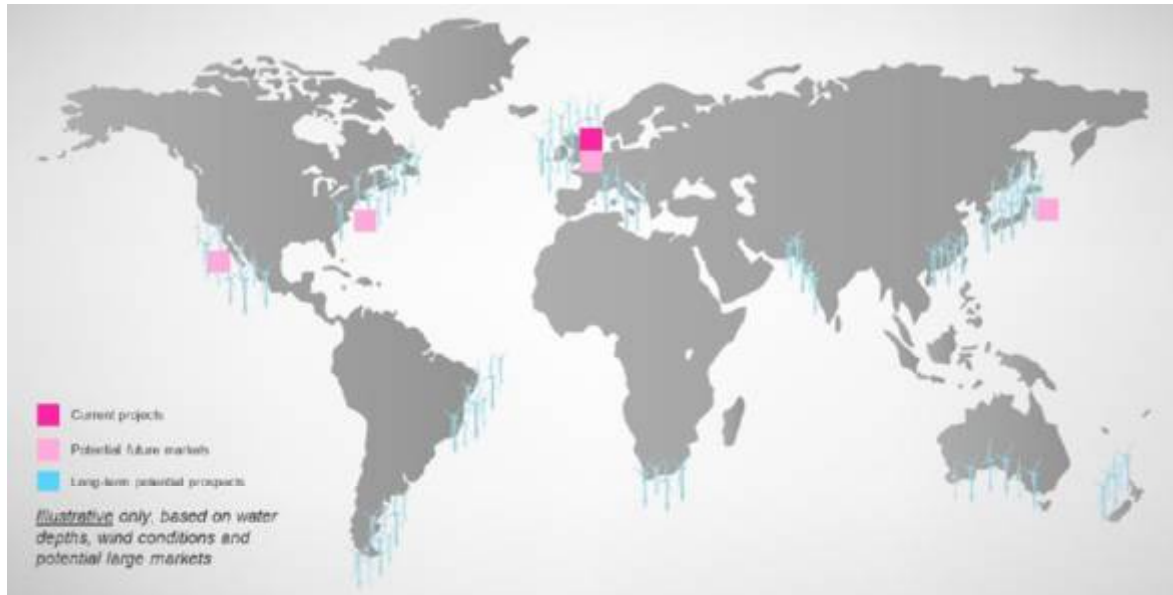 Current projects
Potential future markets
Long-term potential prospects
Illustrative only, based on water
depths, wind conditions and
potential large markets